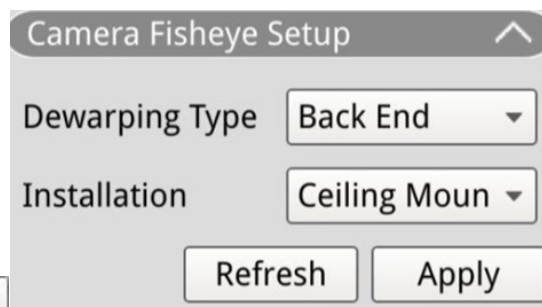 Camera Fisheye Setup
Dewarping Type Back End
Installation Ceiling Moun
Refresh Apply